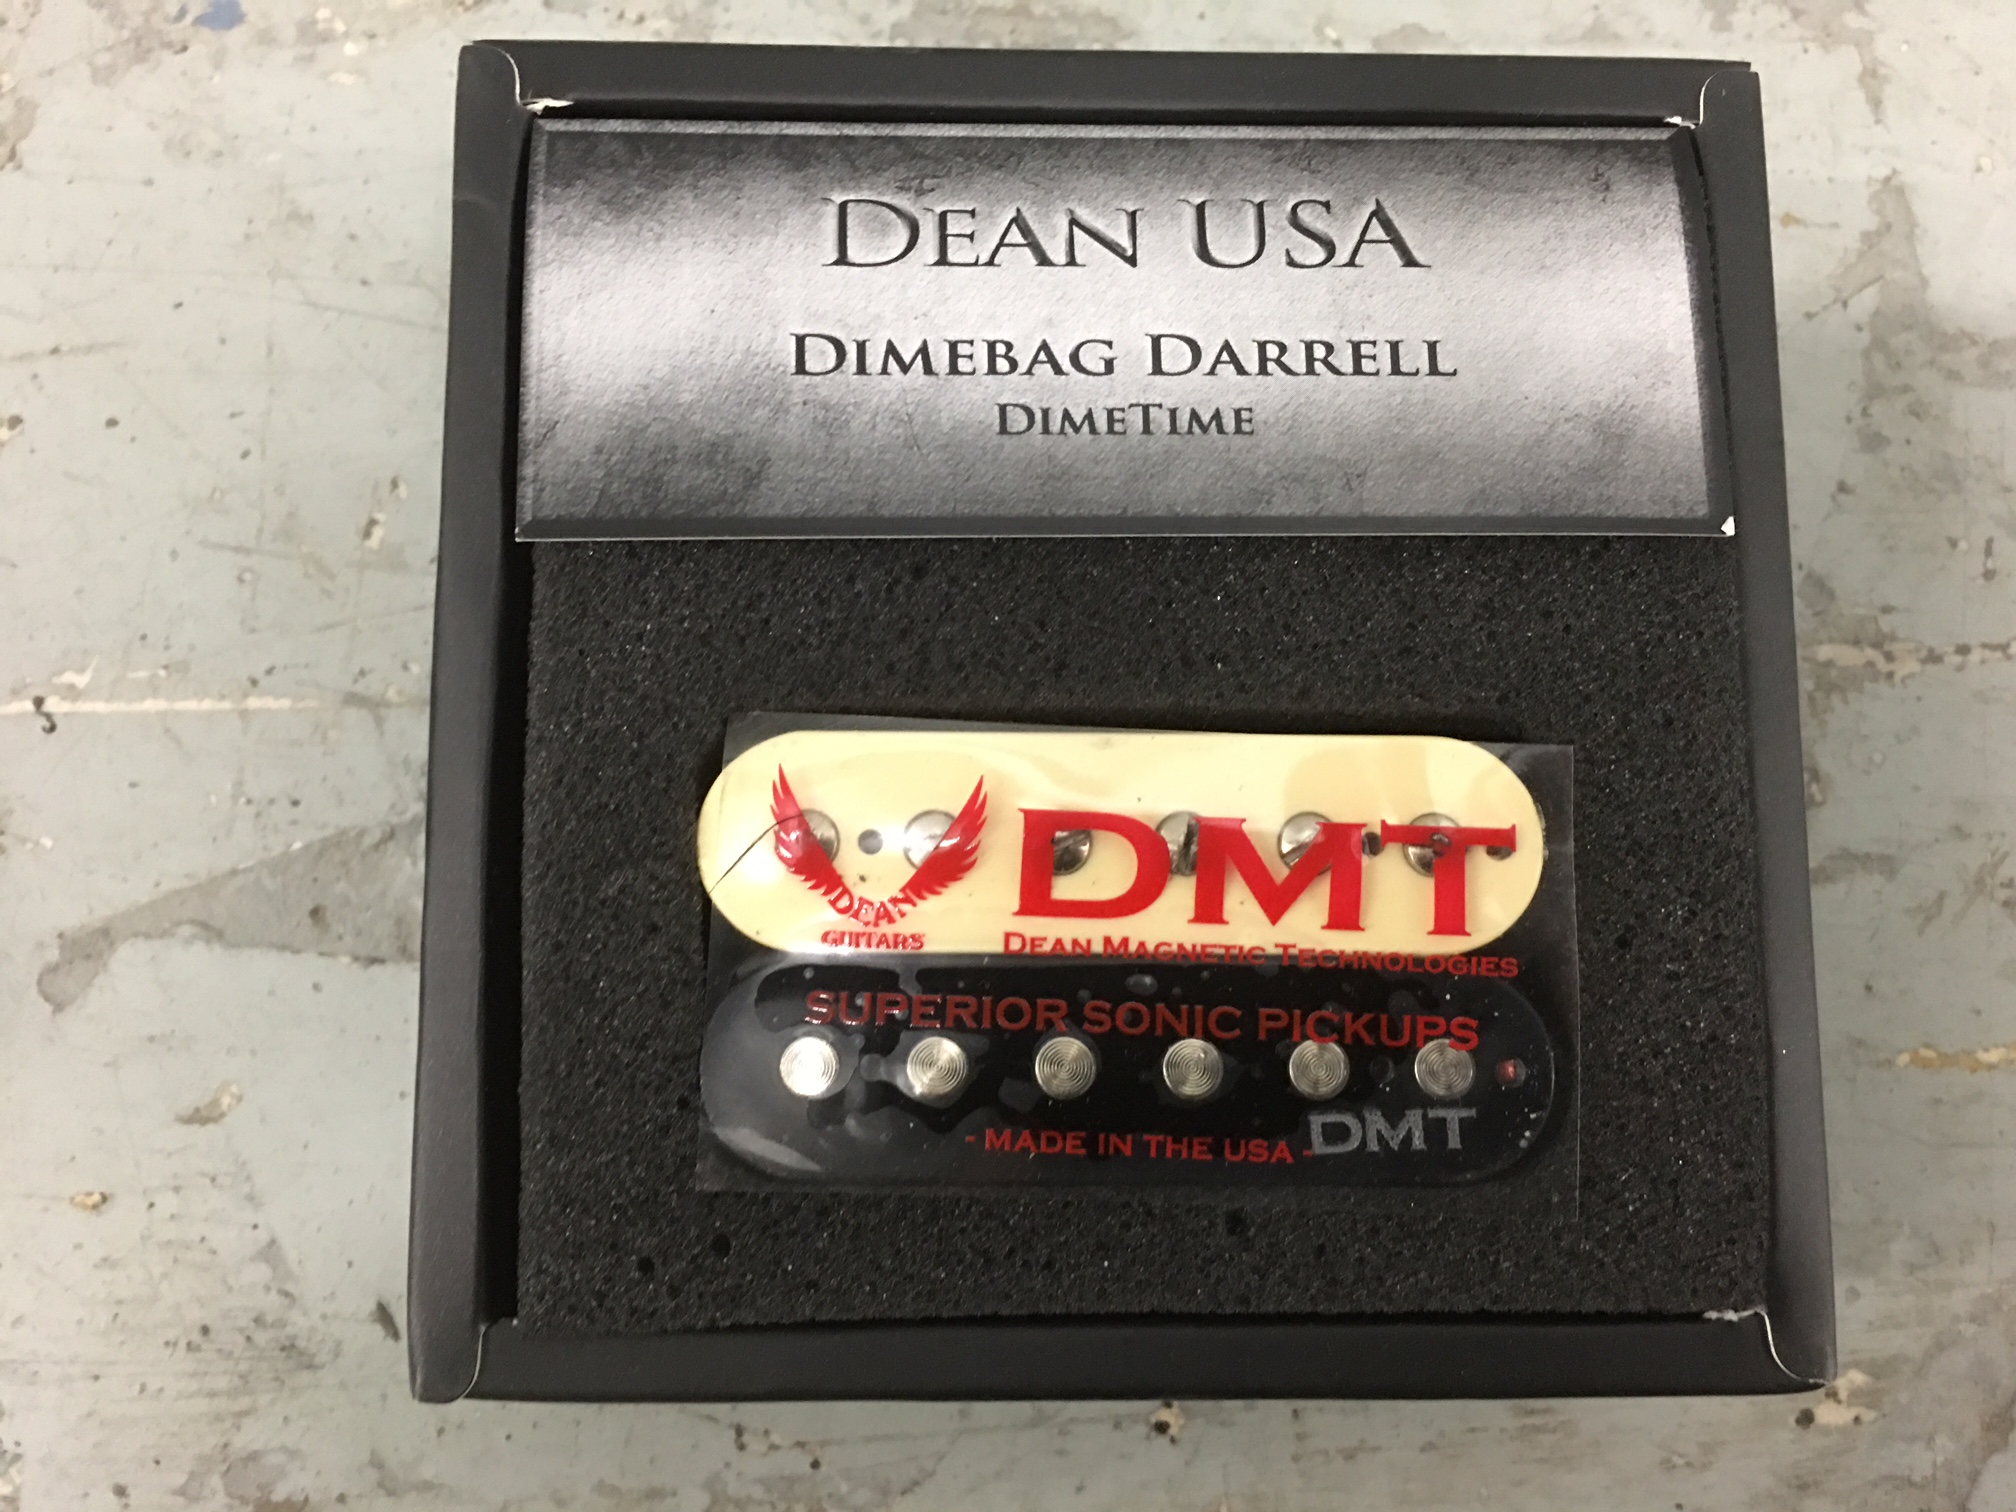 DEAN USA
DIMEBAG DARRELL
DIMETIME
DEAN
GUITARS
DMT
DEAN MAGNETIC TECHNOLOGIES
SUPERIOR SONIC PICKUPS
- MADE IN THE USA -
DMT